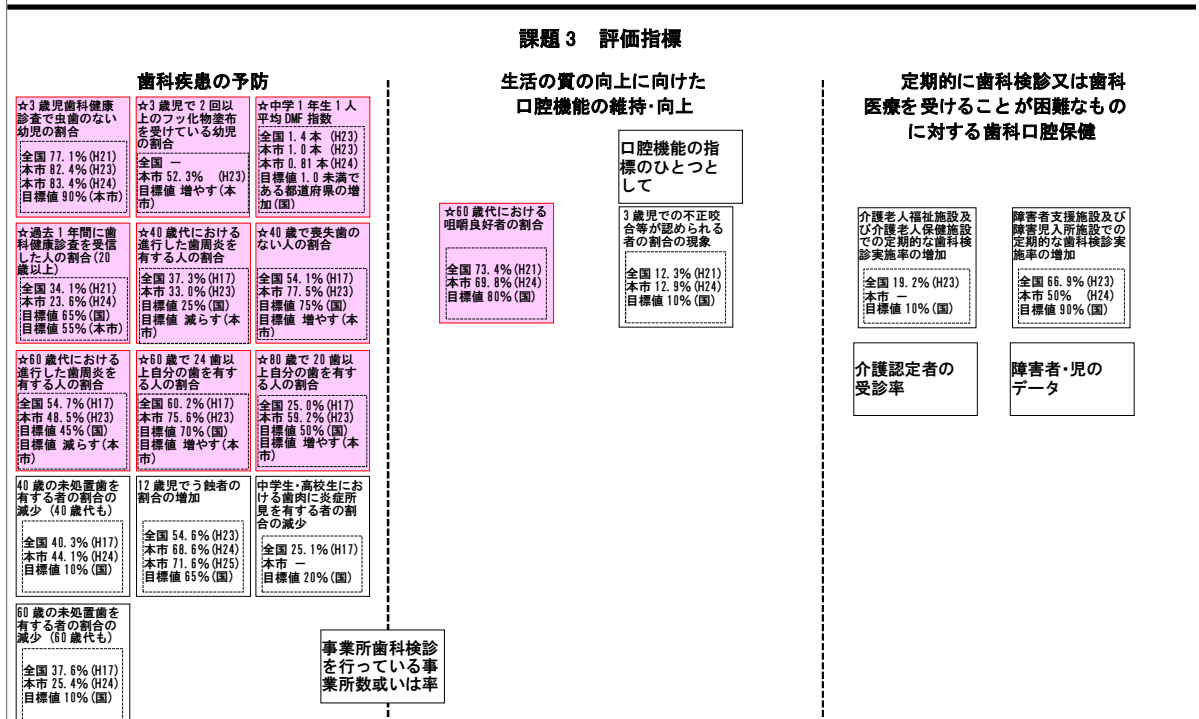 課題3 評価指標
歯科疾患の予防
☆3歳児歯科健康
診査で虫歯のない
幼児の割合
全国 77.1%(H21)
本市 82.4%(H23)
本市 83.4%(H24)
目標値 90%(本市)
☆3歳児で2回以
上のフッ化物塗布
を受けている幼児
の割合
全国 −
本市 52.3% (H23)
目標値 増やす(本
市)
☆中学1年生1人
平均DMF指数
全国 1.4本 (H23)
本市 1.0本 (H23)
本市 0.81本(H24)
目標値 1.0未満で
ある都道府県の増
加(国)
☆過去1年間に歯
科健康診査を受信
した人の割合(20
歳以上)
全国 34.1%(H21)
本市 23.6%(H24)
目標値 65%(国)
目標値 55%(本市)
☆40歳代における
進行した歯周炎を
有する人の割合
全国 37.3%(H17)
本市 33.0%(H23)
目標値 25%(国)
目標値 減らす(本
市)
☆40歳で喪失歯の
ない人の割合
全国 54.1%(H17)
本市 77.5%(H23)
目標値 75%(国)
目標値 増やす(本
市)
☆60歳代における
進行した歯周炎を
有する人の割合
全国 54.7%(H17)
本市 48.5%(H23)
目標値 45%(国)
目標値 減らす(本
市)
☆60歳で24歯以
上自分の歯を有す
る人の割合
全国 60.2%(H17)
本市 75.6%(H23)
目標値 70%(国)
目標値 増やす(本
市)
☆80歳で20歯以
上自分の歯を有す
る人の割合
全国 25.0%(H17)
本市 59.2%(H23)
目標値 50%(国)
目標値 増やす(本
市)
40歳の未処置歯を
有する者の割合の
減少(40歳代も)
全国 40.3%(H17)
本市 44.1%(H24)
目標値 10%(国)
12歳児でう蝕者の
割合の増加
全国 54.6%(H23)
本市 68.6%(H24)
本市 71.6%(H25)
目標値 65%(国)
中学生・高校生にお
ける歯肉に炎症所
見を有する者の割
合の減少
全国 25.1%(H17)
本市 −
目標値 20%(国)
60歳の未処置歯を
有する者の割合の
減少(60歳代も)
全国 37.6%(H17)
本市 25.4%(H24)
目標値 10%(国)
事業所歯科検診
を行っている事
業所数或いは率
生活の質の向上に向けた
口腔機能の維持・向上
口腔機能の指
標のひとつと
して
☆60歳代における
咀嚼良好者の割合
全国 73.4%(H21)
本市 69.8%(H24)
目標値 80%(国)
3歳児での不正咬
合等が認められる
者の割合の現象
全国 12.3%(H21)
本市 12.9%(H24)
目標値 10%(国)
定期的に歯科検診又は歯科
医療を受けることが困難なもの
に対する歯科口腔保健
介護老人福祉施設及
び介護老人保健施設
での定期的な歯科検
診実施率の増加
全国 19.2%(H23)
本市 −
目標値 10%(国)
障害者支援施設及び
障害児入所施設での
定期的な歯科検診実
施率の増加
全国 66.9%(H23)
本市 50% (H24)
目標値 90%(国)
介護認定者の
受診率
障害者・児の
データ